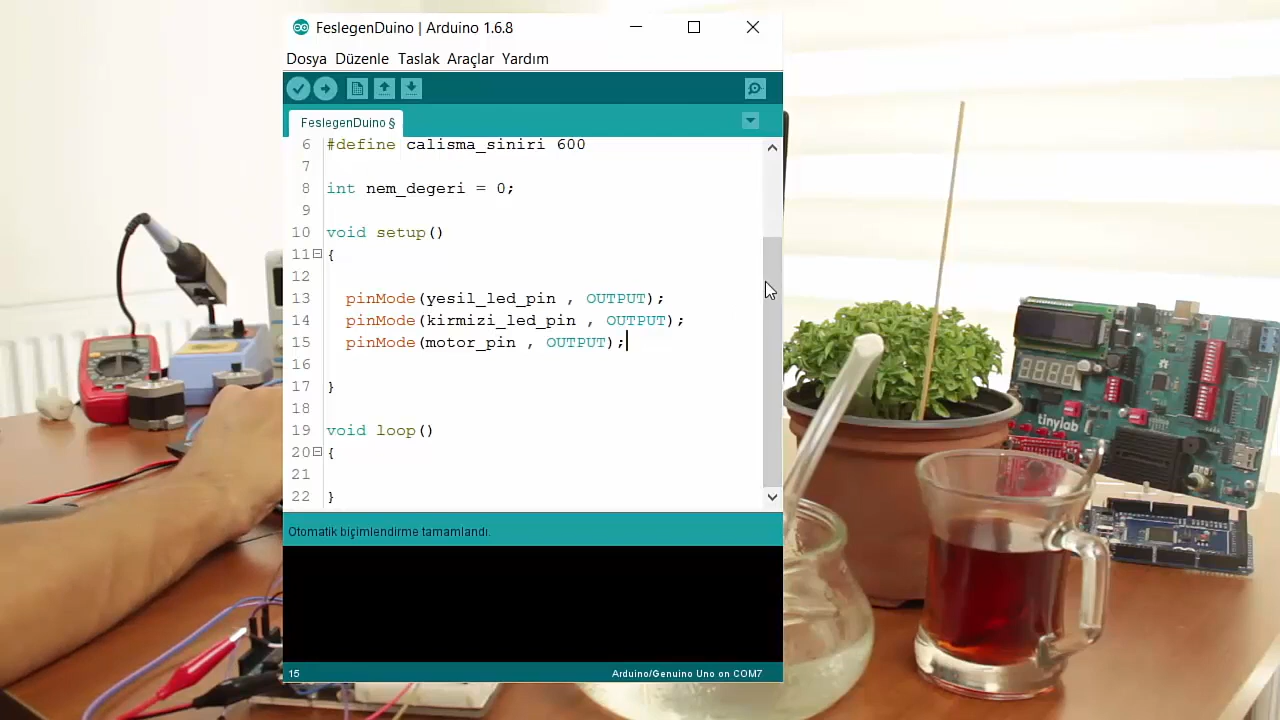 FeslegenDuino | Arduino 1.6.8
Dosya Düzenle Taslak Araçlar Yardım
FeslegenDuino §
6 #define calisma_siniri 600
7
8 int nem_degeri = 0;
9
10 void setup()
11 {
12
13 pinMode(yesil_led_pin , OUTPUT);
14 pinMode(kirmizi_led_pin , OUTPUT);
15 pinMode(motor_pin , OUTPUT);
16
17 }
18
19 void loop()
20 {
21
22 }
Otomatik biçimlendirme tamamlandı.
15 Arduino/Genuino Uno on COM7
8888
tinylab